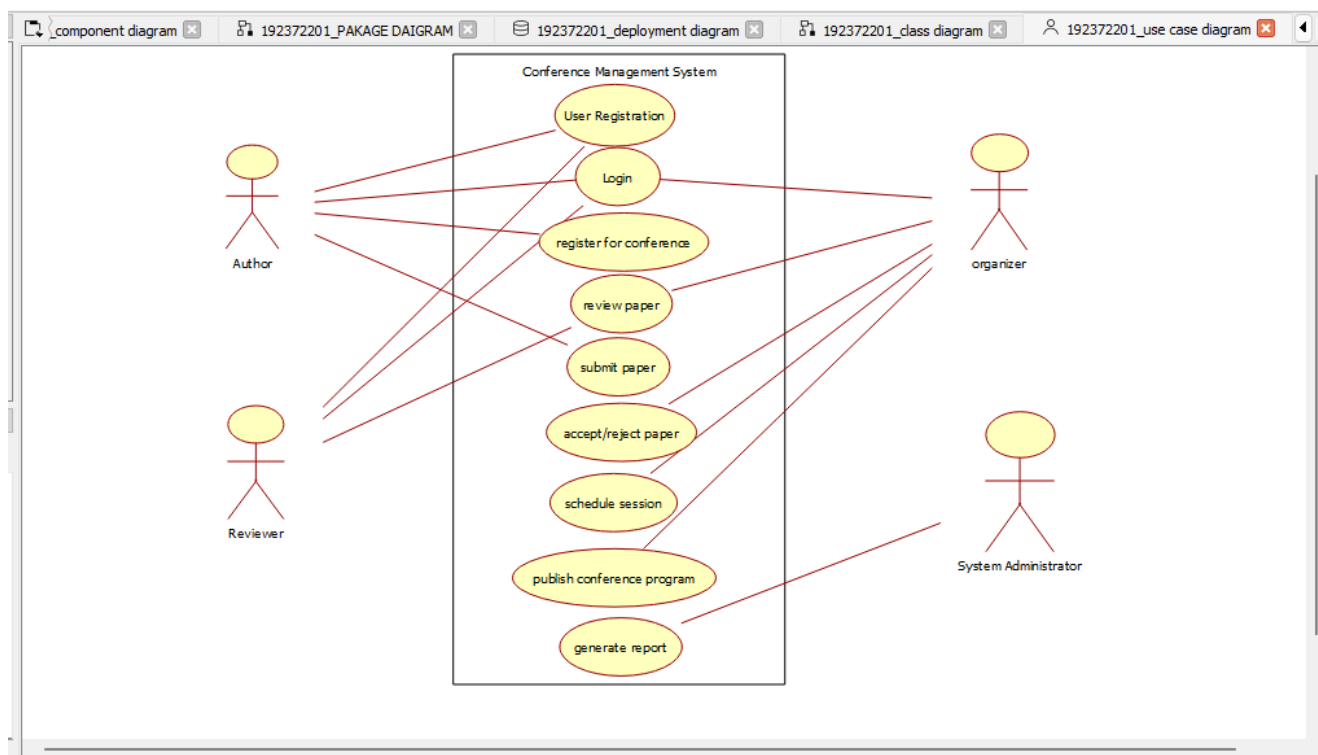 _component diagram
192372201_PAKAGE DAIGRAM
192372201_deployment diagram
192372201_class diagram
192372201_use case diagram
Conference Management System
User Registration
Login
register for conference
review paper
submit paper
accept/reject paper
schedule session
publish conference program
generate report
Author
Reviewer
organizer
System Administrator